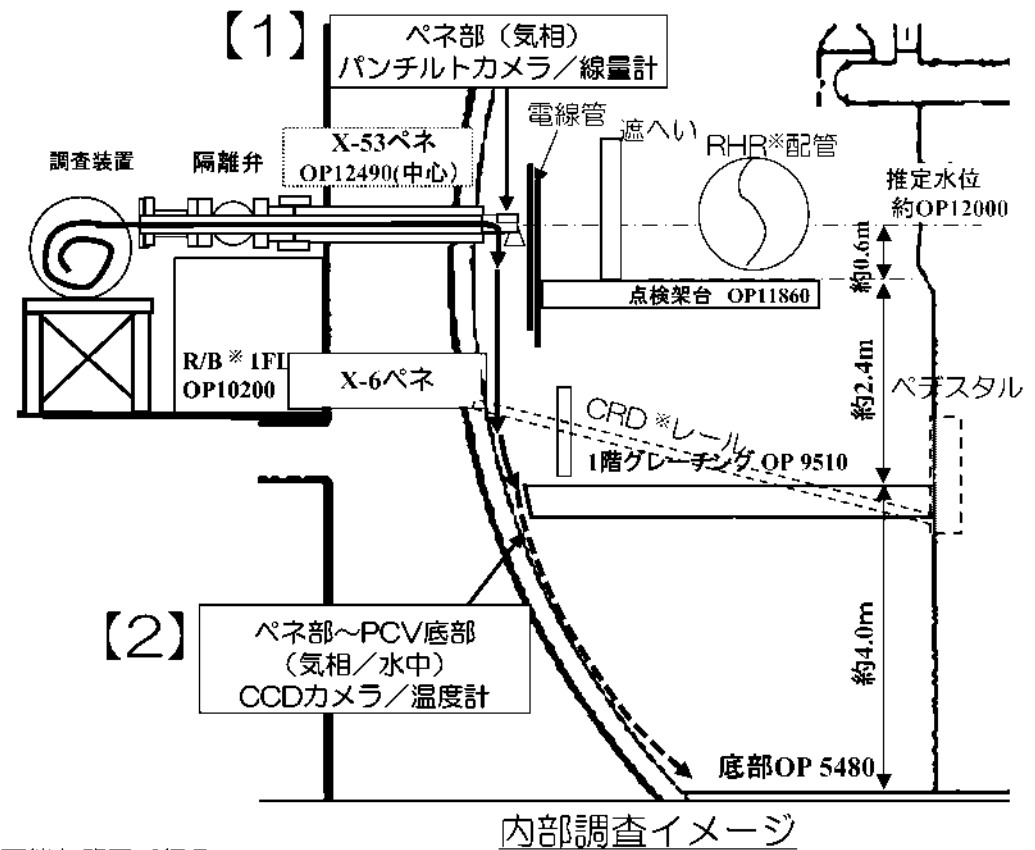 【1】
ペネ部（気相）
パンチルトカメラ／線量計
電線管
遮へい
RHR※配管
X-53ペネ
OP12490(中心)
調査装置
隔離弁
推定水位
約OP12000
約0.6m
点検架台 OP11860
R/B※ 1FL
OP10200
X-6ペネ
約2.4m
ペデスタル
CRD※レール
1階グレーチング OP 9510
【2】
ペネ部～PCV底部
（気相／水中）
CCDカメラ／温度計
約4.0m
底部OP 5480
内部調査イメージ